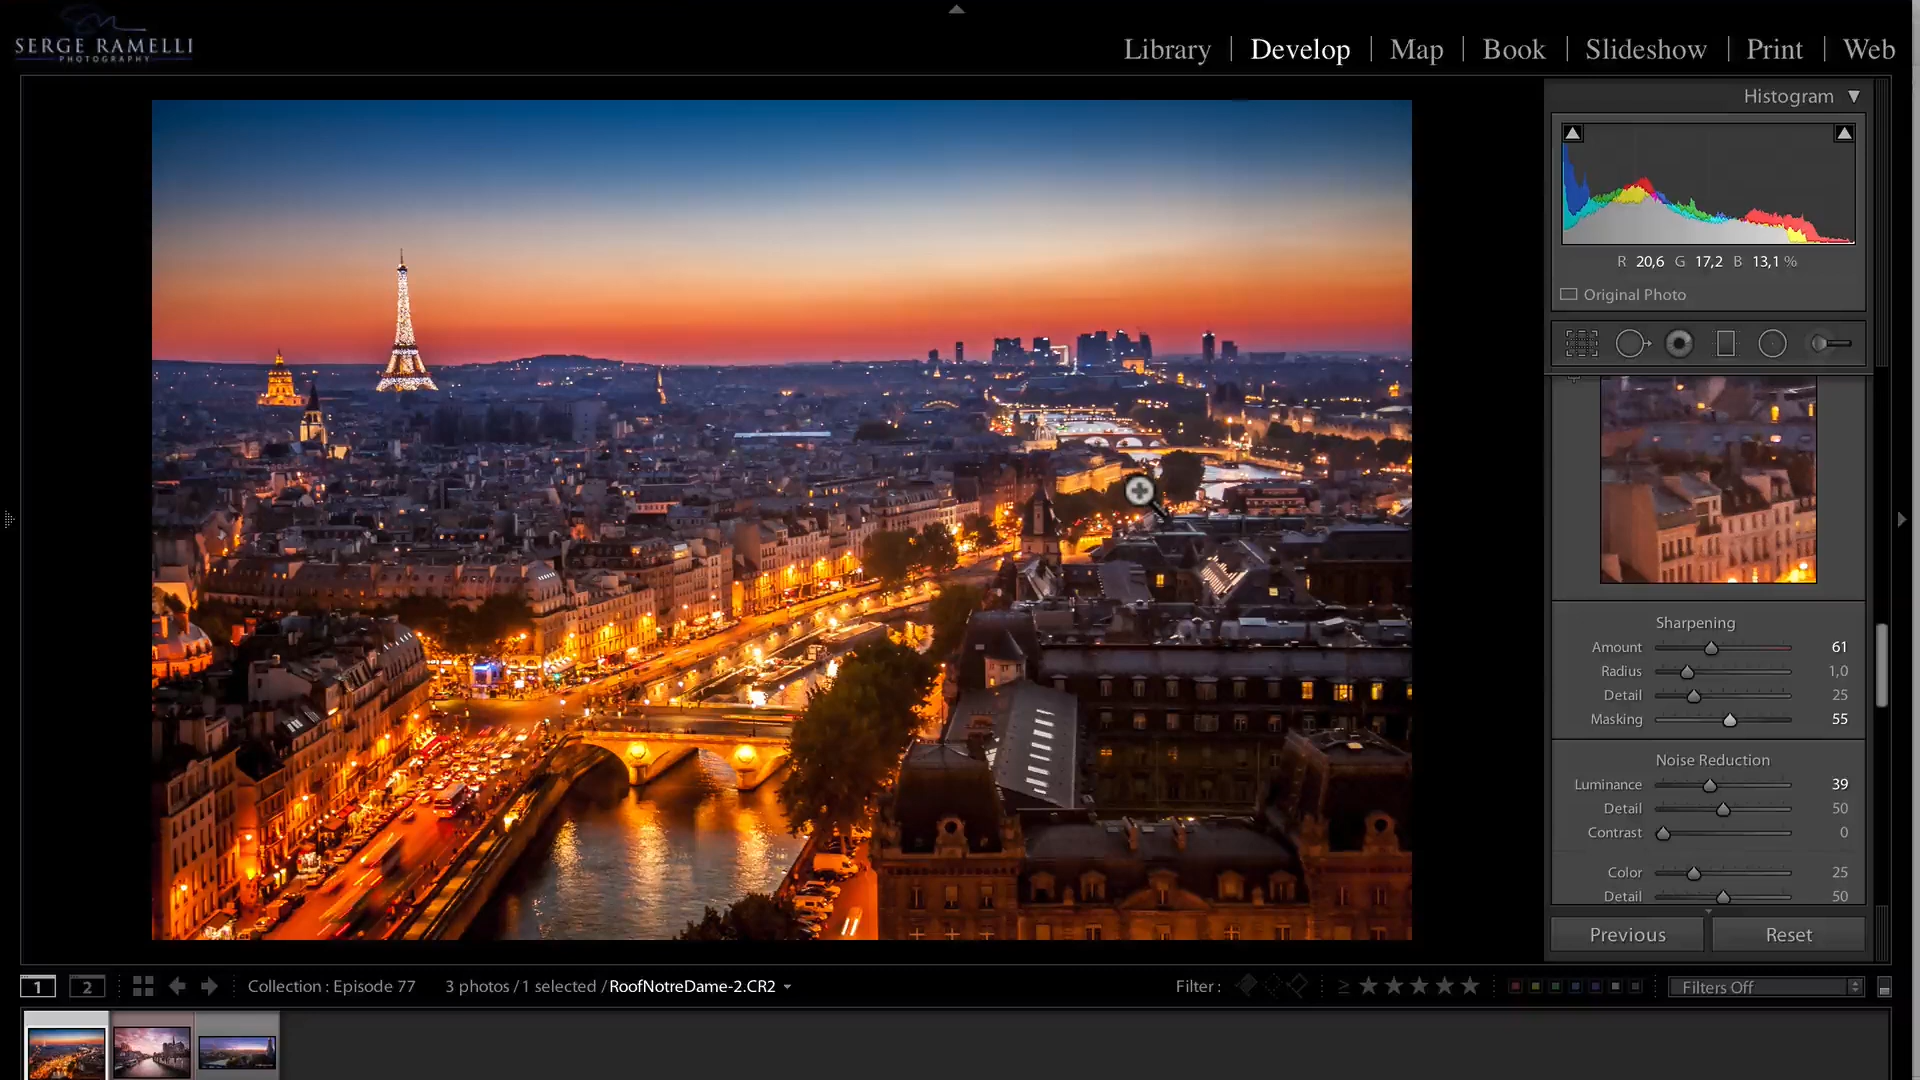 SERGE RAMELLI
PHOTOGRAPHY
Library | Develop | Map | Book | Slideshow | Print | Web
Histogram
R 20,6 G 17,2 B 13,1 %
Original Photo
Sharpening
Amount 61
Radius 1,0
Detail 25
Masking 55
Noise Reduction
Luminance 39
Detail 50
Contrast 0
Color 25
Detail 50
Previous Reset
1 2 Collection : Episode 77 3 photos / 1 selected / RoofNotreDame-2.CR2 Filter : ≥ ★★★★★ Filters Off